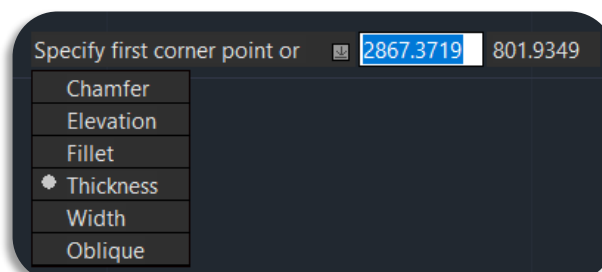 Specify first corner point or 2867.3719 801.9349
Chamfer
Elevation
Fillet
Thickness
Width
Oblique